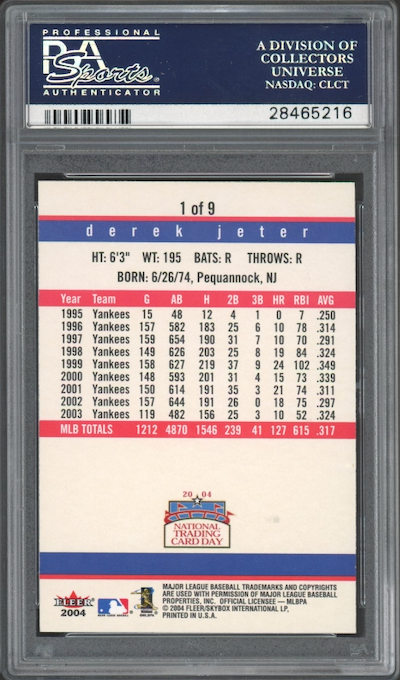 PROFESSIONAL
PSA
Sports
AUTHENTICATOR
A DIVISION OF
COLLECTORS
UNIVERSE
NASDAQ: CLCT
28465216
1 of 9
derek jeter
HT: 6'3" WT: 195 BATS: R THROWS: R
BORN: 6/26/74, Pequannock, NJ
Year Team G AB H 2B 3B HR RBI AVG
1995 Yankees 15 48 12 4 1 0 7 .250
1996 Yankees 157 582 183 25 6 10 78 .314
1997 Yankees 159 654 190 31 7 10 70 .291
1998 Yankees 149 626 203 25 8 19 84 .324
1999 Yankees 158 627 219 37 9 24 102 .349
2000 Yankees 148 593 201 31 4 15 73 .339
2001 Yankees 150 614 191 35 3 21 74 .311
2002 Yankees 157 644 191 26 0 18 75 .297
2003 Yankees 119 482 156 25 3 10 52 .324
MLB TOTALS 1212 4870 1546 239 41 127 615 .317
20 04
NATIONAL
TRADING
CARD DAY
FLEER
2004
MAJOR LEAGUE BASEBALL TRADEMARKS AND COPYRIGHTS
ARE USED WITH PERMISSION OF MAJOR LEAGUE BASEBALL
PROPERTIES, INC. OFFICIAL LICENSEE — MLBPA
© 2004 FLEER/SKYBOX INTERNATIONAL LP,
PRINTED IN U.S.A.